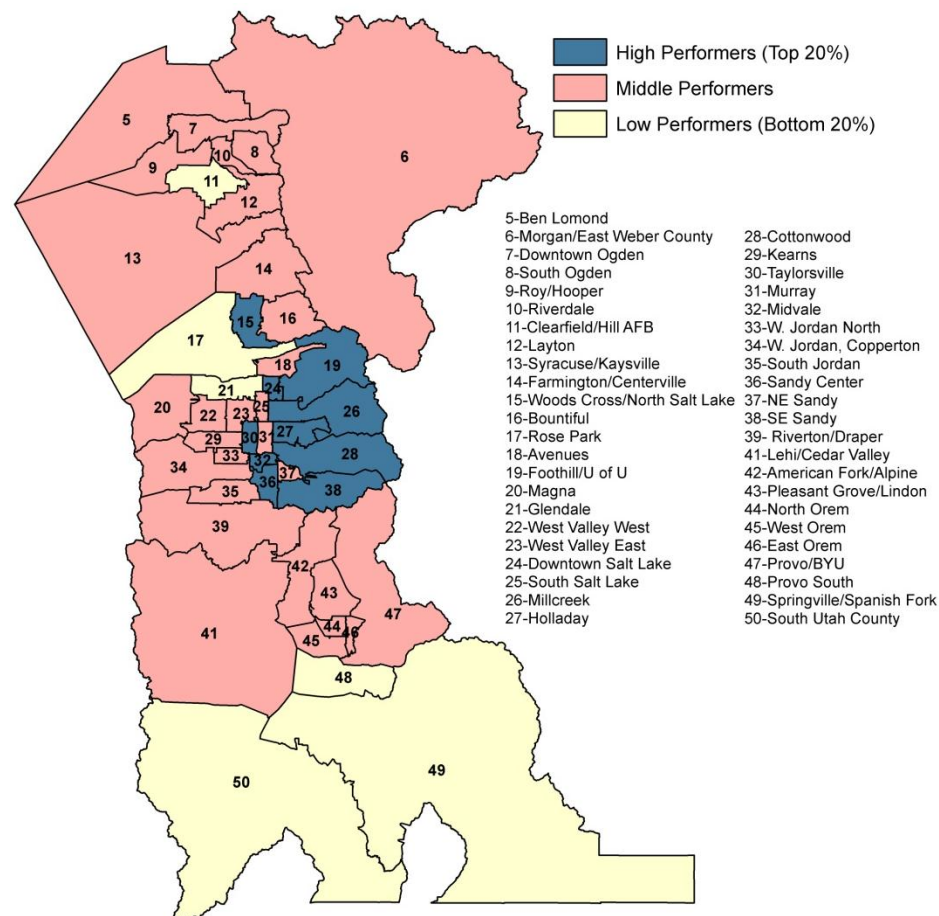 High Performers (Top 20%)
Middle Performers
Low Performers (Bottom 20%)
5
7
8
10
6
9
11
12
13
14
15
16
17
18
19
21
24
20
22
23
25
26
30
31
27
29
33
32
28
34
37
36
35
38
39
42
43
47
44
46
45
41
48
50
49
5-Ben Lomond
6-Morgan/East Weber County
7-Downtown Ogden
8-South Ogden
9-Roy/Hooper
10-Riverdale
11-Clearfield/Hill AFB
12-Layton
13-Syracuse/Kaysville
14-Farmington/Centerville
15-Woods Cross/North Salt Lake
16-Bountiful
17-Rose Park
18-Avenues
19-Foothill/U of U
20-Magna
21-Glendale
22-West Valley West
23-West Valley East
24-Downtown Salt Lake
25-South Salt Lake
26-Millcreek
27-Holladay
28-Cottonwood
29-Kearns
30-Taylorsville
31-Murray
32-Midvale
33-W. Jordan North
34-W. Jordan, Copperton
35-South Jordan
36-Sandy Center
37-NE Sandy
38-SE Sandy
39- Riverton/Draper
41-Lehi/Cedar Valley
42-American Fork/Alpine
43-Pleasant Grove/Lindon
44-North Orem
45-West Orem
46-East Orem
47-Provo/BYU
48-Provo South
49-Springville/Spanish Fork
50-South Utah County